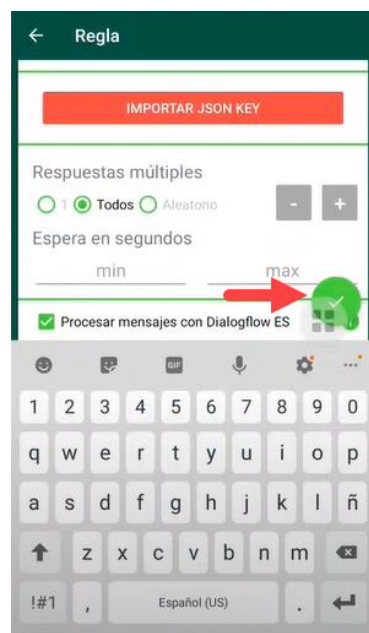 Regla
IMPORTAR JSON KEY
Respuestas múltiples
1 Todos Aleatorio - +
Espera en segundos
min max
Procesar mensajes con Dialogflow ES
GIF
1 2 3 4 5 6 7 8 9 0
q w e r t y u i o p
a s d f g h j k l ñ
z x c v b n m
!#1 , Español (US) .